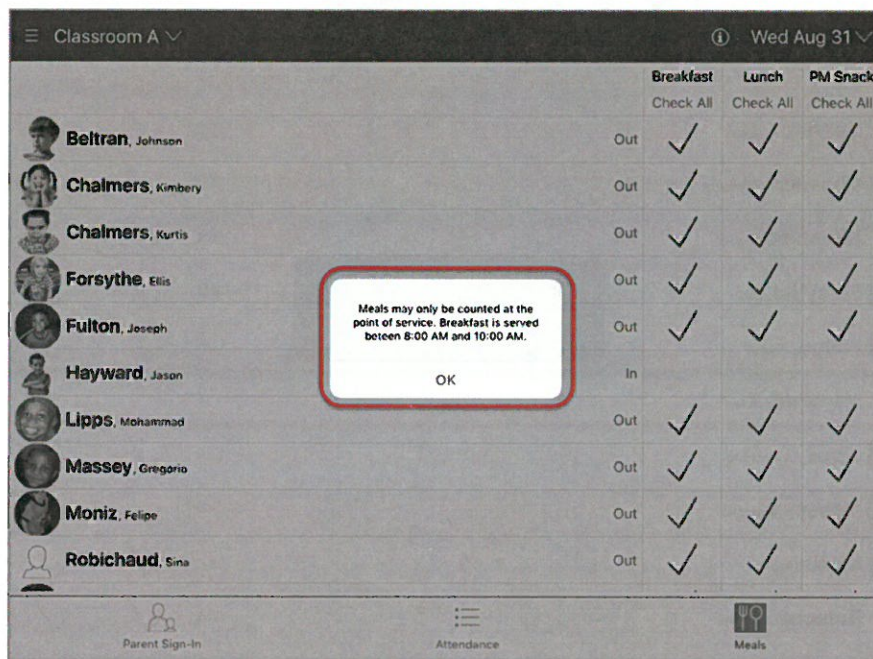 Classroom A
Wed Aug 31
Breakfast Lunch PM Snack
Check All Check All Check All
Beltran, Johnson Out
Chalmers, Kimbery Out
Chalmers, Kurtis Out
Forsythe, Ellis Out
Fulton, Joseph Out
Hayward, Jason In
Lipps, Mohammad Out
Massey, Gregorio Out
Moniz, Felipe Out
Robichaud, Sina Out
Meals may only be counted at the
point of service. Breakfast is served
beteen 8:00 AM and 10:00 AM.
OK
Parent Sign-In Attendance Meals